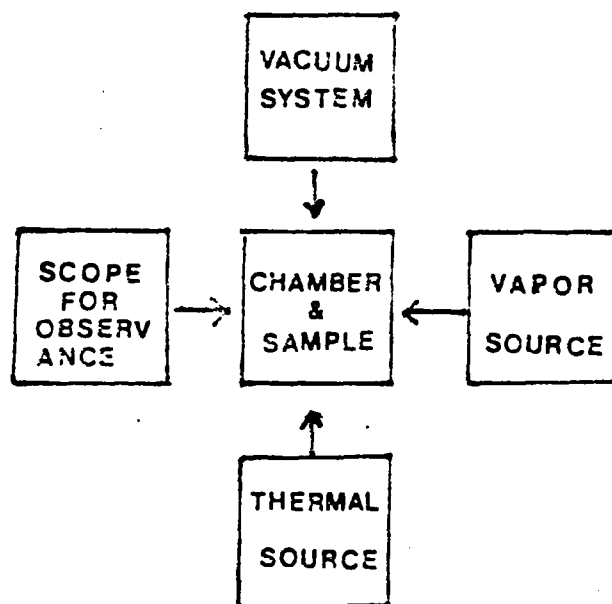 VACUUM
SYSTEM
SCOPE
FOR
OBSERV
ANCE
CHAMBER
&
SAMPLE
VAPOR
SOURCE
THERMAL
SOURCE